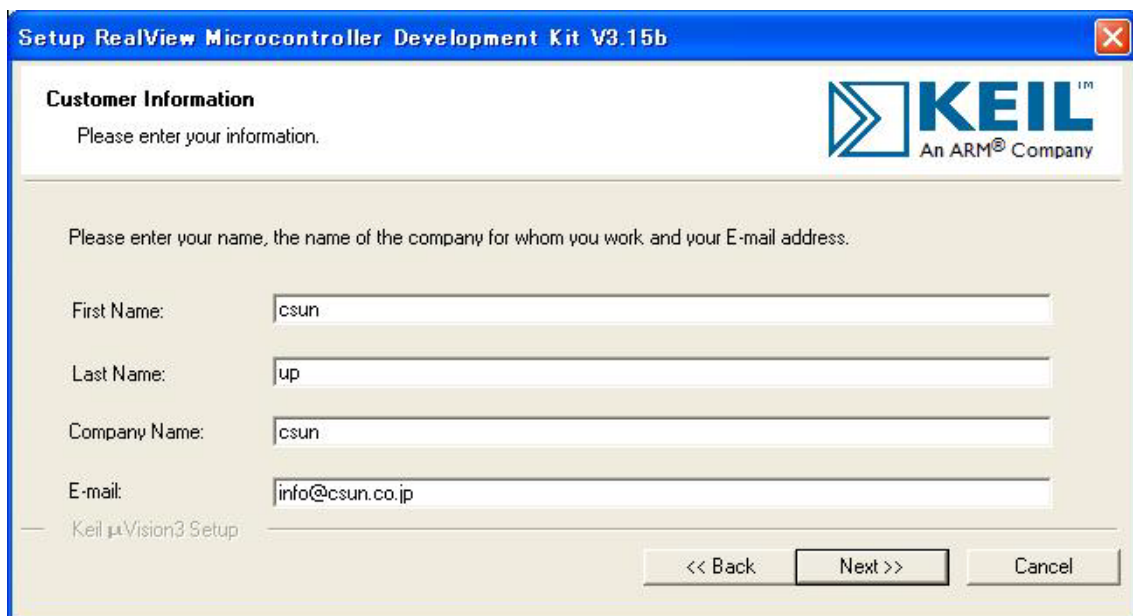 Setup RealView Microcontroller Development Kit V3.15b
Customer Information
Please enter your information.
KEIL™
An ARM® Company
Please enter your name, the name of the company for whom you work and your E-mail address.
First Name: csun
Last Name: up
Company Name: csun
E-mail: info@csun.co.jp
Keil µVision3 Setup
<< Back Next >> Cancel